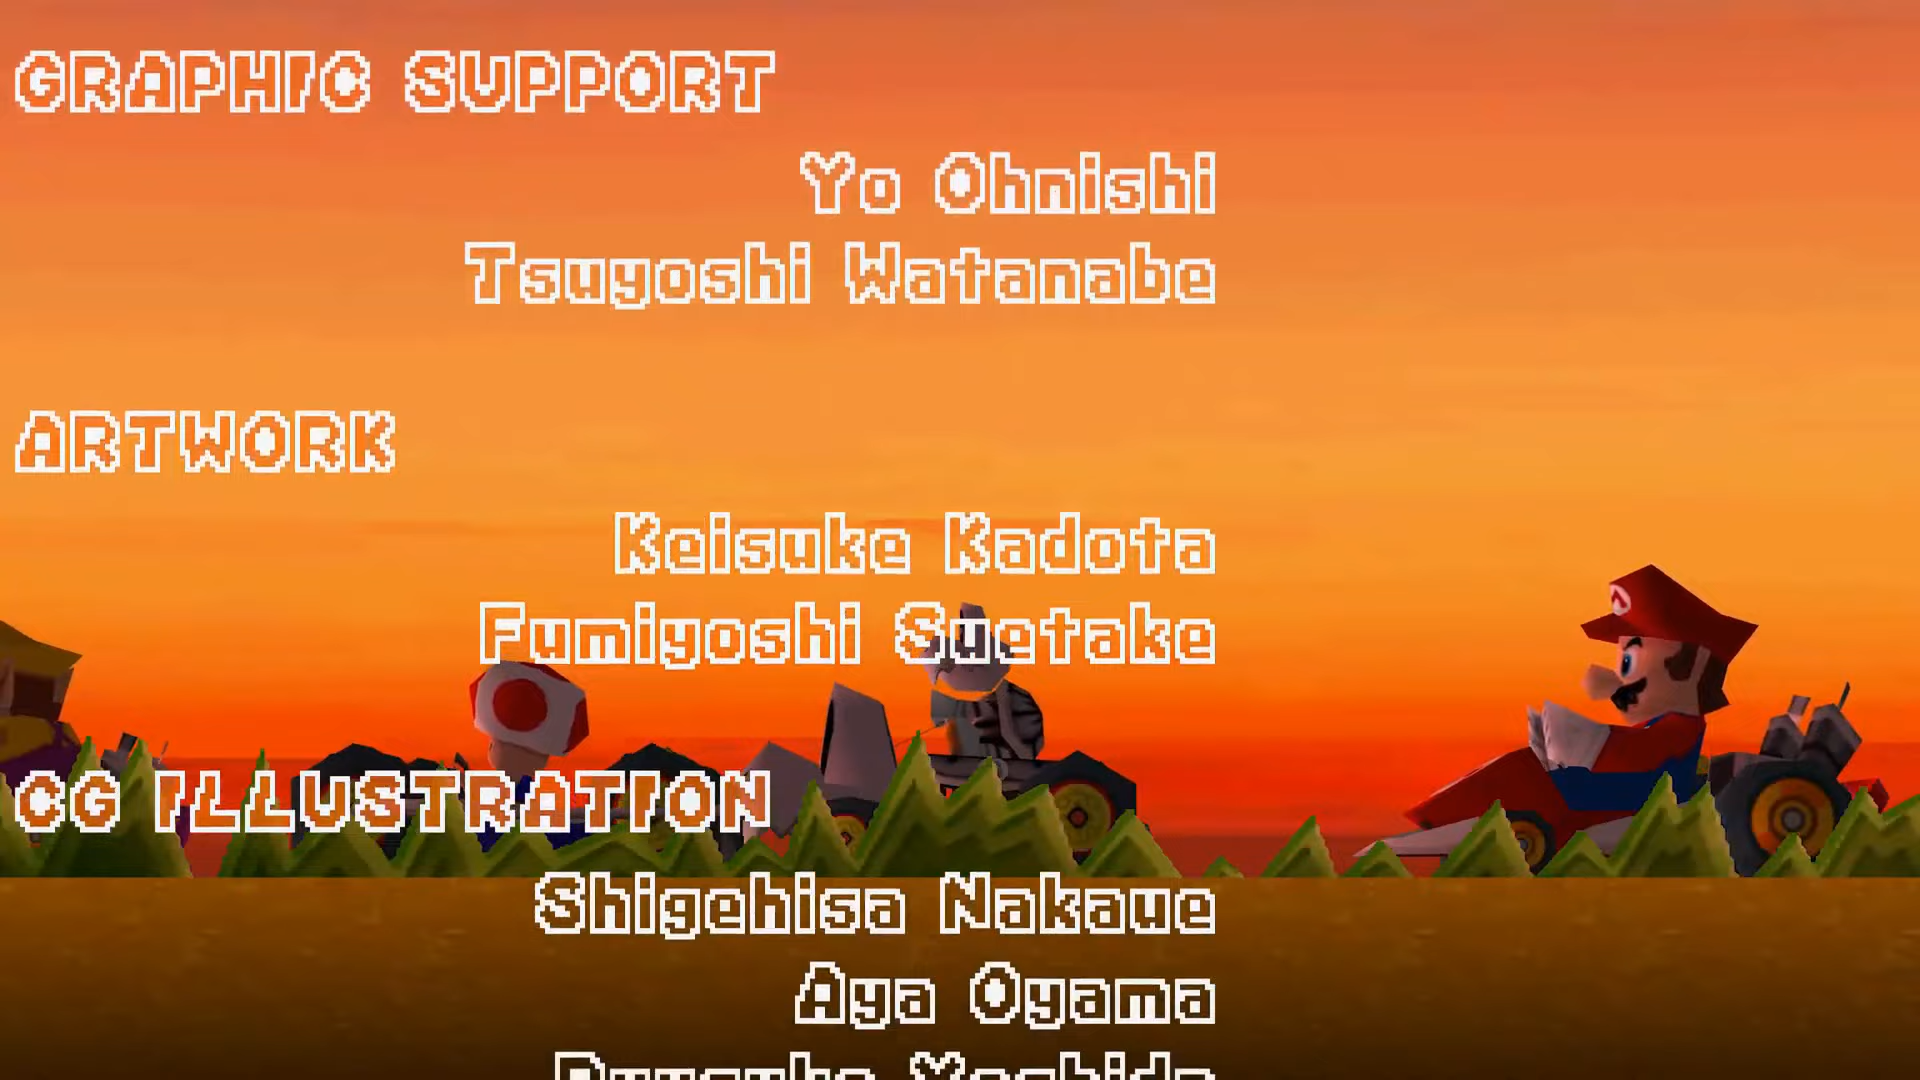 GRAPHIC SUPPORT
Yo Ohnishi
Tsuyoshi Watanabe
ARTWORK
Keisuke Kadota
Fumiyoshi Suetake
CG ILLUSTRATION
Shigehisa Nakaue
Aya Oyama